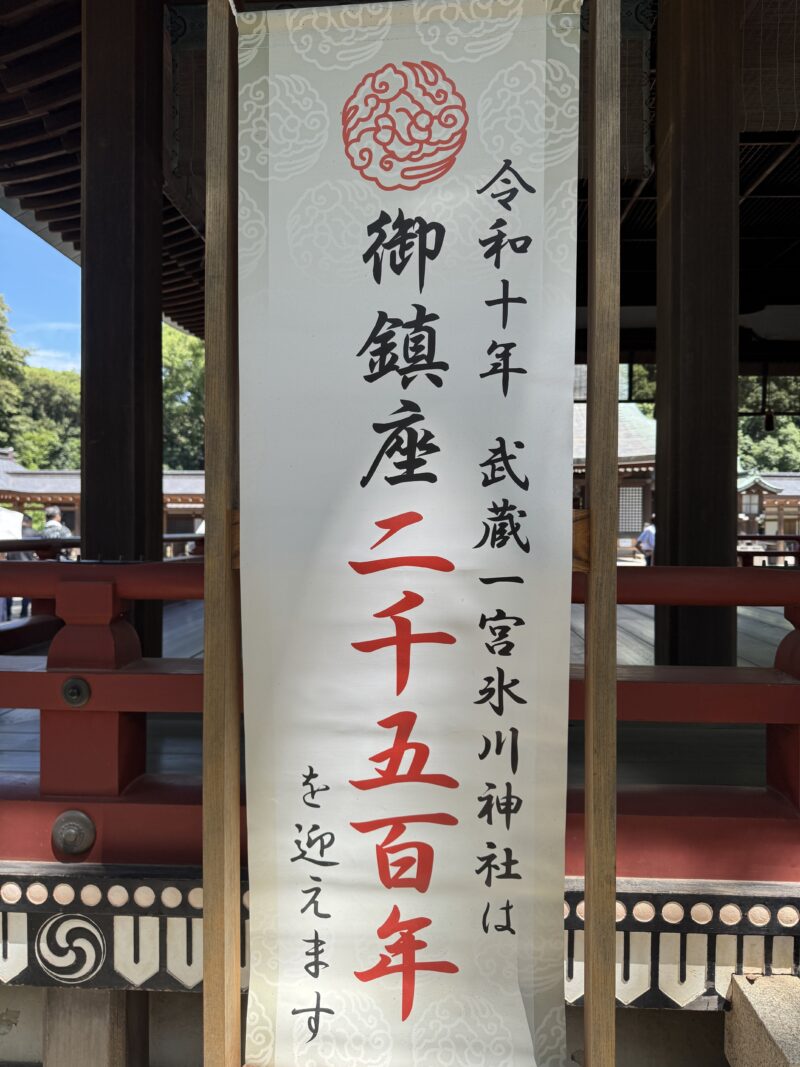 令和十年 武蔵一宮氷川神社は
御鎮座二千五百年
を迎えます